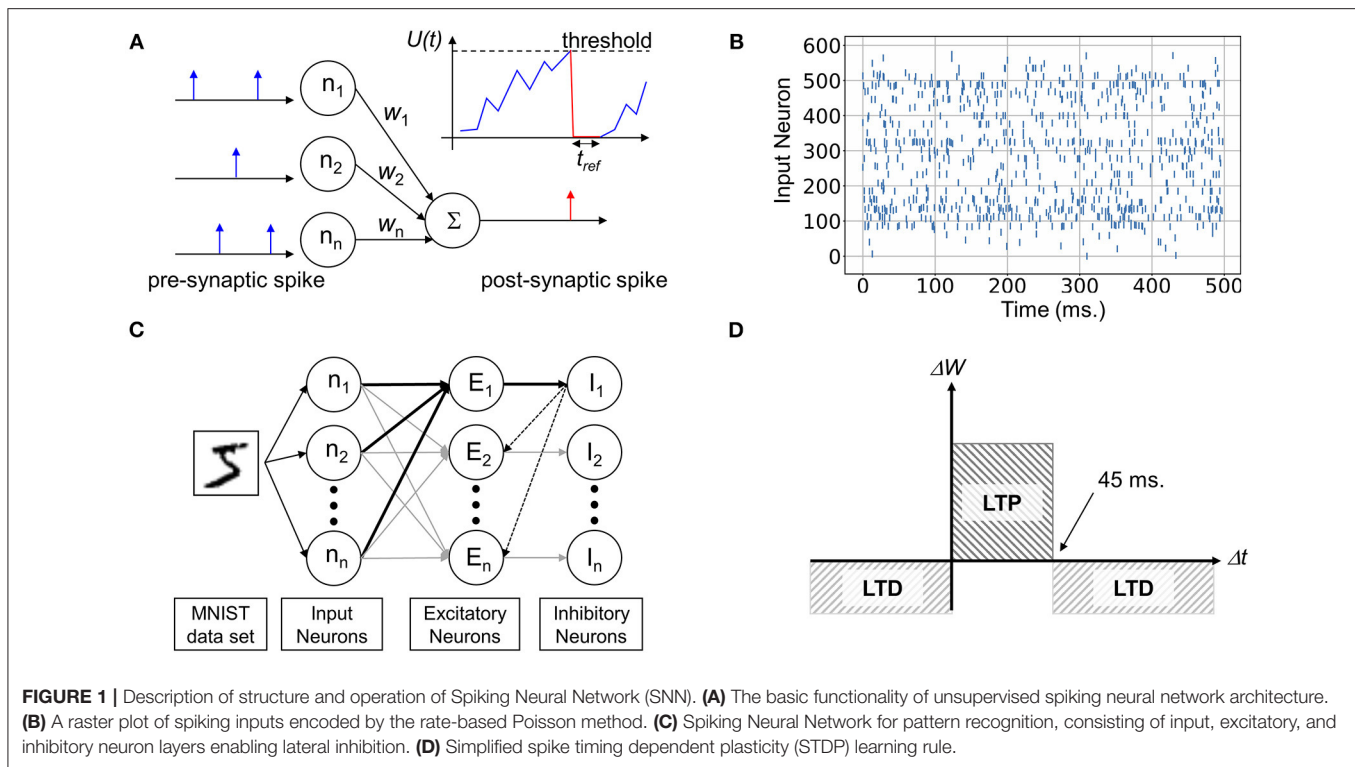 A
U(t)
threshold
n1
w1
tref
n2
w2
Σ
nn
wn
pre-synaptic spike
post-synaptic spike
B
Input Neuron
600
500
400
300
200
100
0
0 100 200 300 400 500
Time (ms.)
C
n1 E1 I1
n2 E2 I2
nn En In
MNIST data set
Input Neurons
Excitatory Neurons
Inhibitory Neurons
D
ΔW
45 ms.
LTP
Δt
LTD LTD
FIGURE 1 | Description of structure and operation of Spiking Neural Network (SNN). (A) The basic functionality of unsupervised spiking neural network architecture.
(B) A raster plot of spiking inputs encoded by the rate-based Poisson method. (C) Spiking Neural Network for pattern recognition, consisting of input, excitatory, and
inhibitory neuron layers enabling lateral inhibition. (D) Simplified spike timing dependent plasticity (STDP) learning rule.